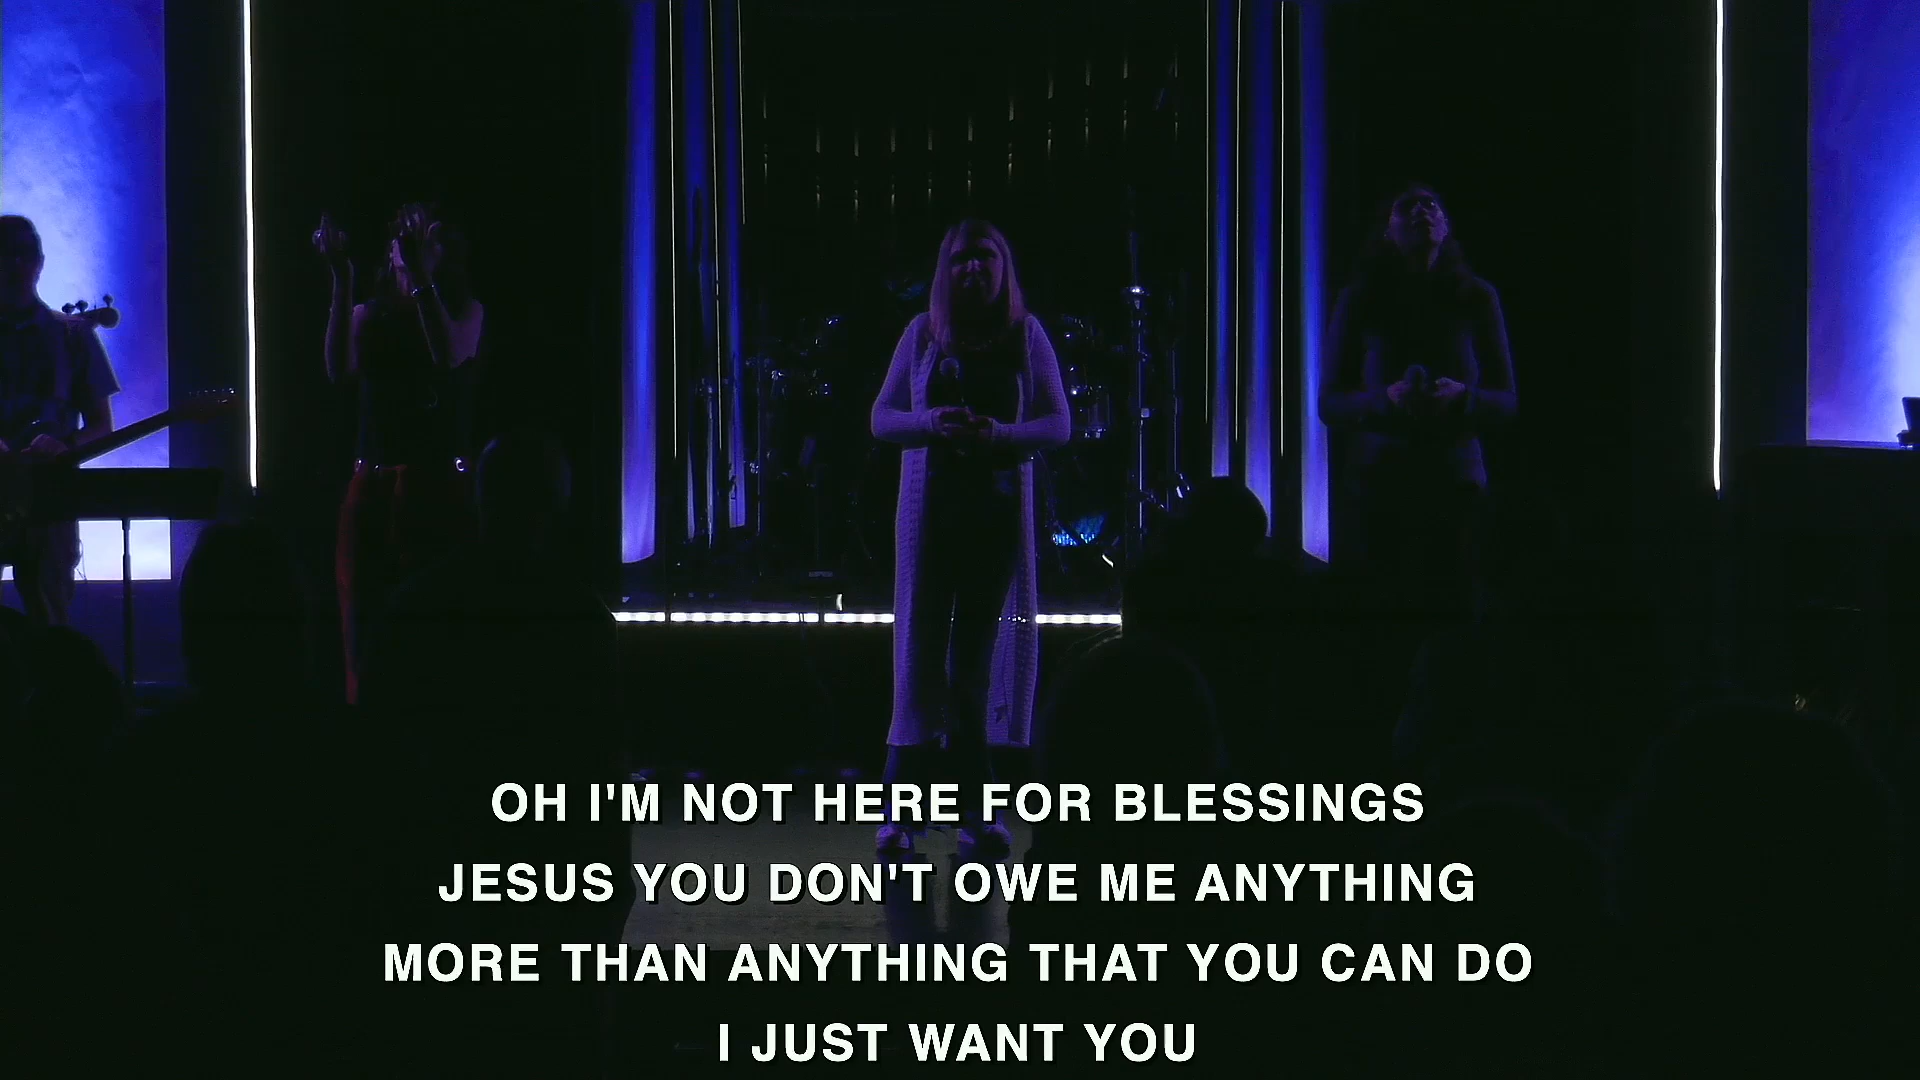 OH I'M NOT HERE FOR BLESSINGS
JESUS YOU DON'T OWE ME ANYTHING
MORE THAN ANYTHING THAT YOU CAN DO
I JUST WANT YOU